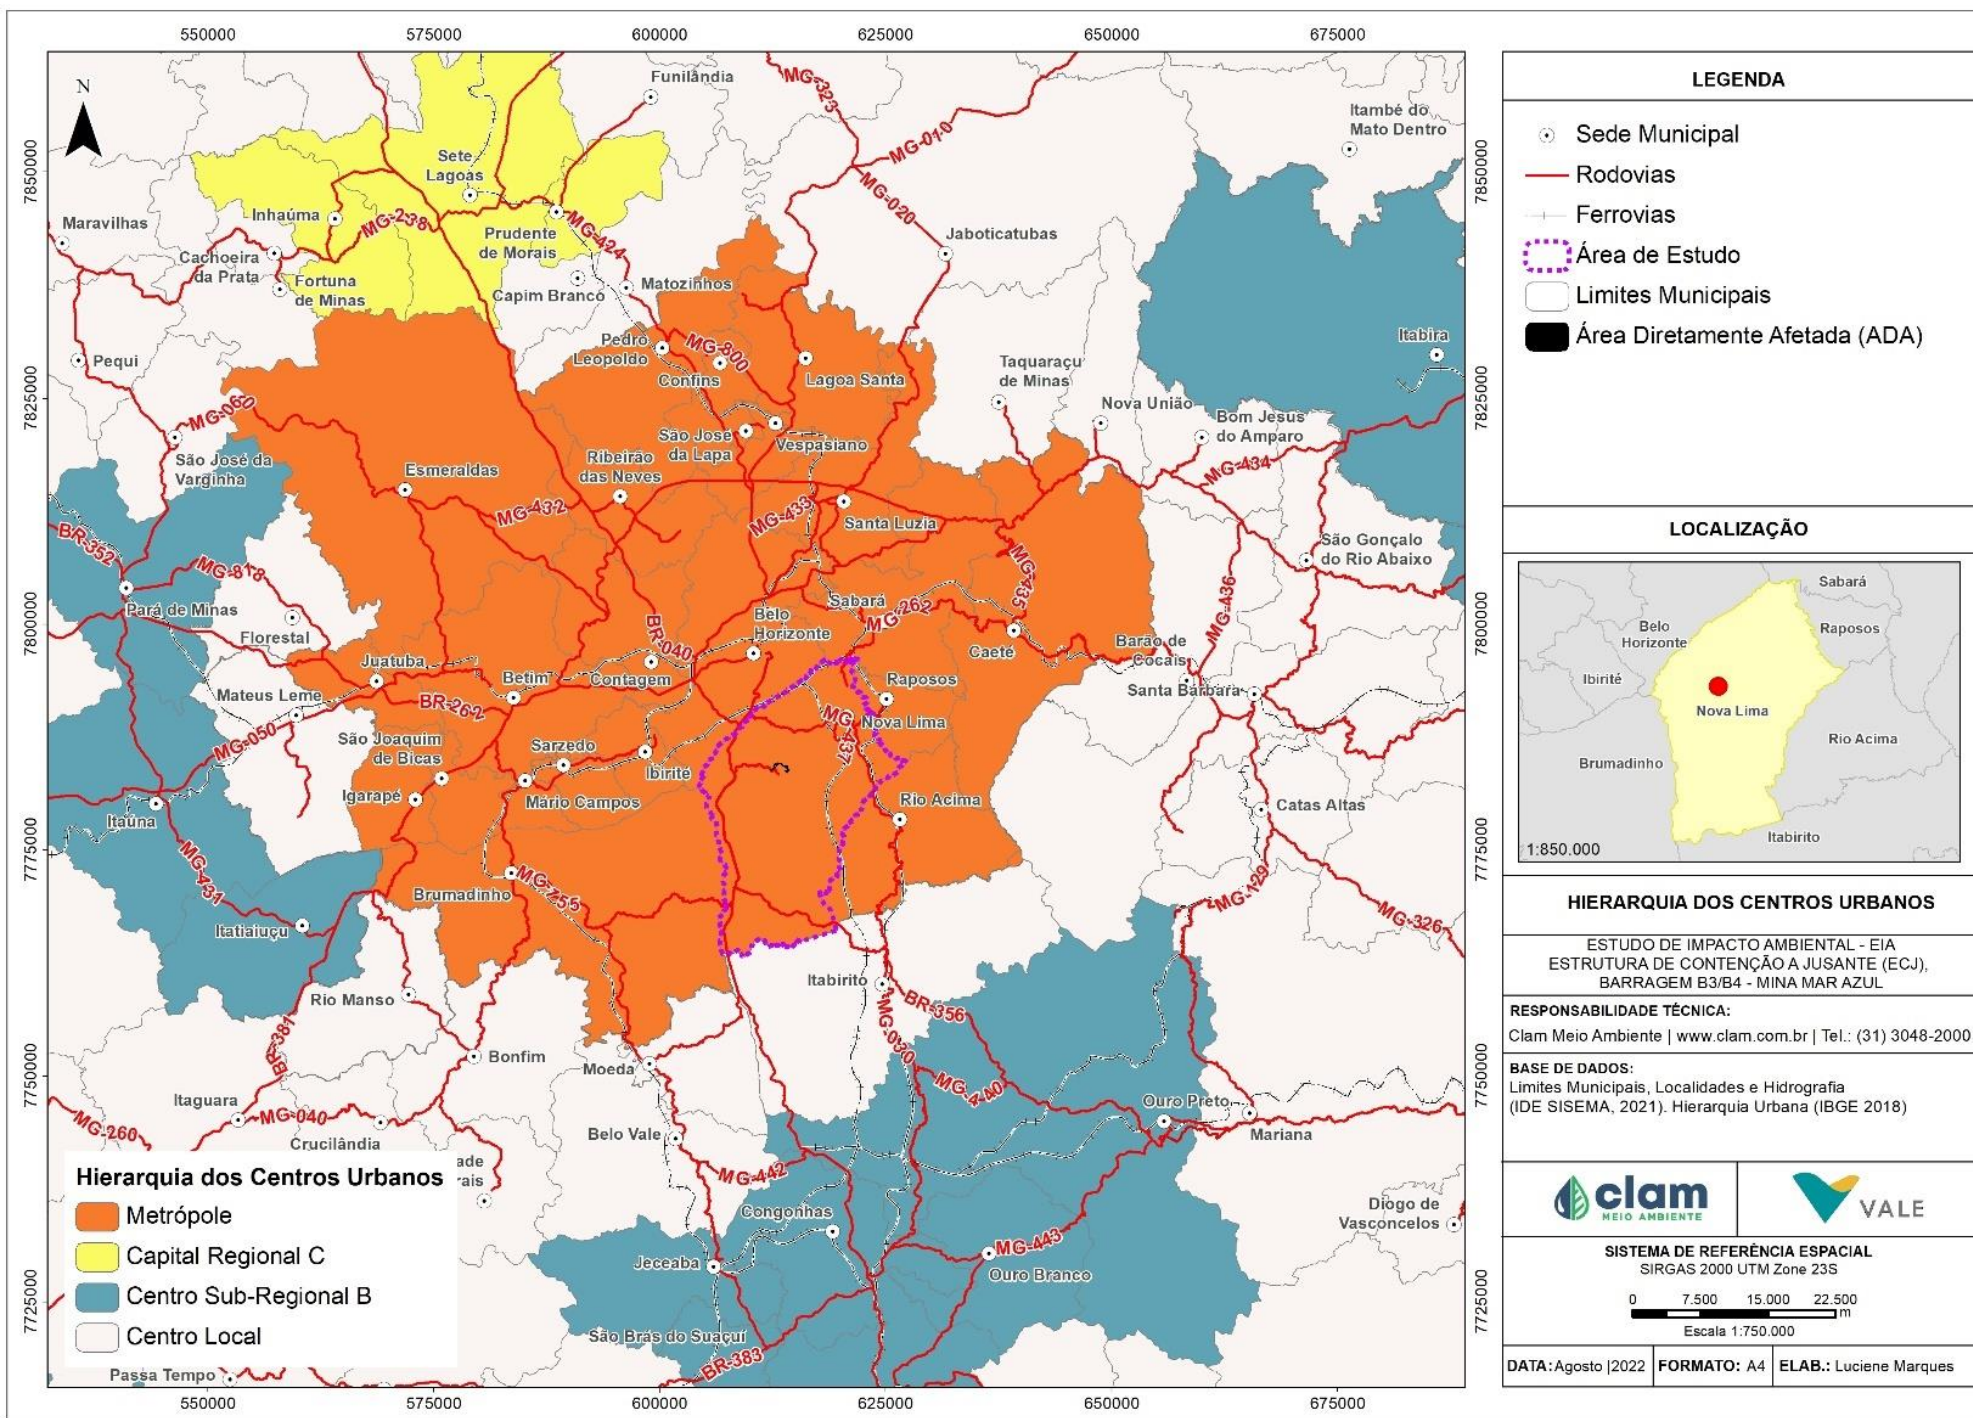 550000
575000
600000
625000
650000
675000
7850000
7825000
7800000
7775000
7750000
7725000
7850000
7825000
7800000
7775000
7750000
7725000
N
Funilândia
MG-323
Itambé do
Mato Dentro
MG-010
Sete
Lagoas
MG-020
Maravilhas
Inhaúma
MG-238
MG-424
Prudente
de Morais
Jaboticatubas
Cachoeira
da Prata
Fortuna
de Minas
Capim Branco
Matozinhos
Itabira
Pequi
Pedro
Leopoldo
MG-800
Confins
Lagoa Santa
Taquaraçu
de Minas
MG-060
Nova União
Bom Jesus
do Amparo
São José
da Lapa
Vespasiano
São José da
Varginha
Esmeraldas
Ribeirão
das Neves
MG-434
MG-432
MG-433
Santa Luzia
BR-352
São Gonçalo
do Rio Abaixo
MG-435
MG-818
MG-436
Pará de Minas
Florestal
Belo
Horizonte
Sabará
MG-262
BR-040
Caeté
Barão de
Cocais
Juatuba
Betim
Contagem
Raposos
Santa Bárbara
Mateus Leme
BR-262
MG-050
Nova Lima
MG-437
São Joaquim
de Bicas
Sarzedo
Ibirité
Igarapé
Mário Campos
Rio Acima
Catas Altas
Itaúna
MG-431
Brumadinho
MG-255
MG-129
MG-326
Itatiaiuçu
Rio Manso
Itabirito
BR-356
MG-030
BR-381
Bonfim
Moeda
MG-440
Itaguara
MG-040
Ouro Preto
MG-260
Crucilândia
Belo Vale
Mariana
ade
rais
MG-442
Congonhas
Diogo de
Vasconcelos
MG-443
Jeceaba
Ouro Branco
São Brás do Suaçuí
BR-383
Passa Tempo
Hierarquia dos Centros Urbanos
Metrópole
Capital Regional C
Centro Sub-Regional B
Centro Local
550000
575000
600000
625000
650000
675000
LEGENDA
Sede Municipal
Rodovias
Ferrovias
Área de Estudo
Limites Municipais
Área Diretamente Afetada (ADA)
LOCALIZAÇÃO
Sabará
Belo
Horizonte
Raposos
Ibirité
Nova Lima
Rio Acima
Brumadinho
Itabirito
1:850.000
HIERARQUIA DOS CENTROS URBANOS
ESTUDO DE IMPACTO AMBIENTAL - EIA
ESTRUTURA DE CONTENÇÃO A JUSANTE (ECJ),
BARRAGEM B3/B4 - MINA MAR AZUL
RESPONSABILIDADE TÉCNICA:
Clam Meio Ambiente | www.clam.com.br | Tel.: (31) 3048-2000
BASE DE DADOS:
Limites Municipais, Localidades e Hidrografia
(IDE SISEMA, 2021). Hierarquia Urbana (IBGE 2018)
clam
MEIO AMBIENTE
VALE
SISTEMA DE REFERÊNCIA ESPACIAL
SIRGAS 2000 UTM Zone 23S
0 7.500 15.000 22.500
m
Escala 1:750.000
DATA: Agosto |2022 FORMATO: A4 ELAB.: Luciene Marques